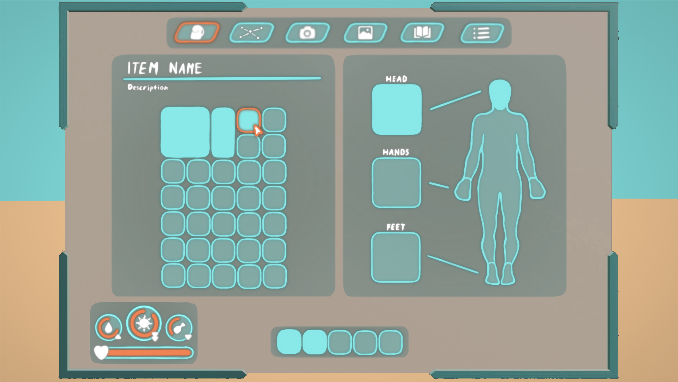 ITEM NAME
Description
HEAD
HANDS
FEET